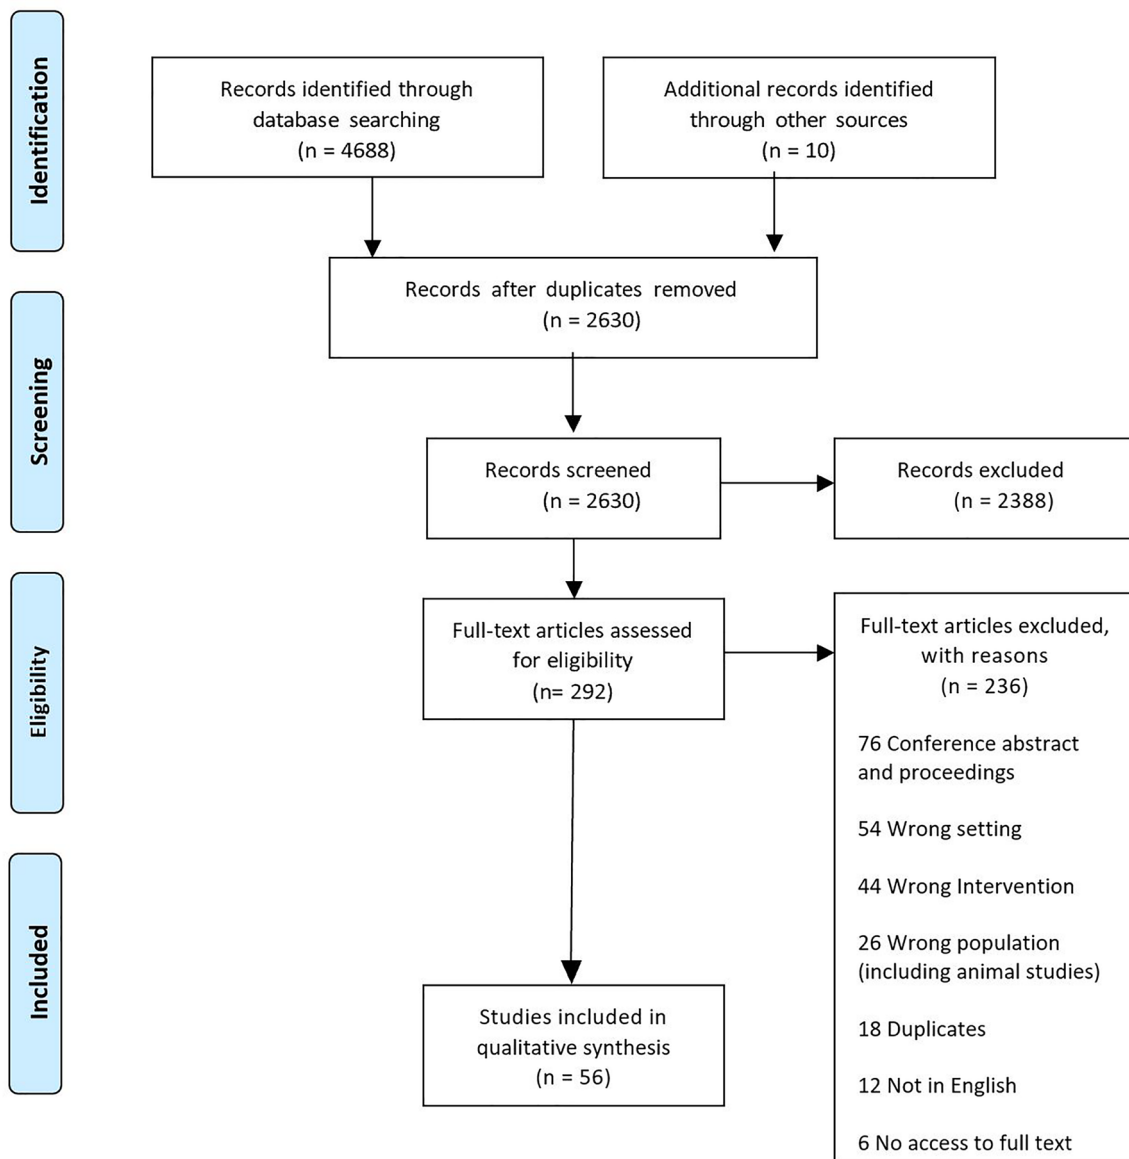 Identification
Records identified through
database searching
(n = 4688)
Additional records identified
through other sources
(n = 10)
Records after duplicates removed
(n = 2630)
Screening
Records screened
(n = 2630)
Records excluded
(n = 2388)
Eligibility
Full-text articles assessed
for eligibility
(n= 292)
Full-text articles excluded,
with reasons
(n = 236)
76 Conference abstract
and proceedings
54 Wrong setting
44 Wrong Intervention
26 Wrong population
(including animal studies)
18 Duplicates
12 Not in English
6 No access to full text
Included
Studies included in
qualitative synthesis
(n = 56)